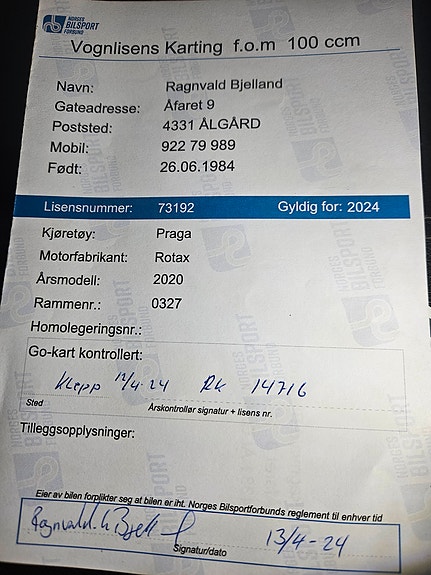 NORGES
BILSPORT
FORBUND
Vognlisens Karting f.o.m 100 ccm
Navn: Ragnvald Bjelland
Gateadresse: Åfaret 9
Poststed: 4331 ÅLGÅRD
Mobil: 922 79 989
Født: 26.06.1984
Lisensnummer: 73192 Gyldig for: 2024
Kjøretøy: Praga
Motorfabrikant: Rotax
Årsmodell: 2020
Rammenr.: 0327
Homologeringsnr.:
Go-kart kontrollert:
Klepp 12/4-24 RK 14716
Sted Årskontrollør signatur + lisens nr.
Tilleggsopplysninger:
Eier av bilen forplikter seg at bilen er iht. Norges Bilsportforbunds reglement til enhver tid
Ragnvald 13/4-24
Signatur/dato